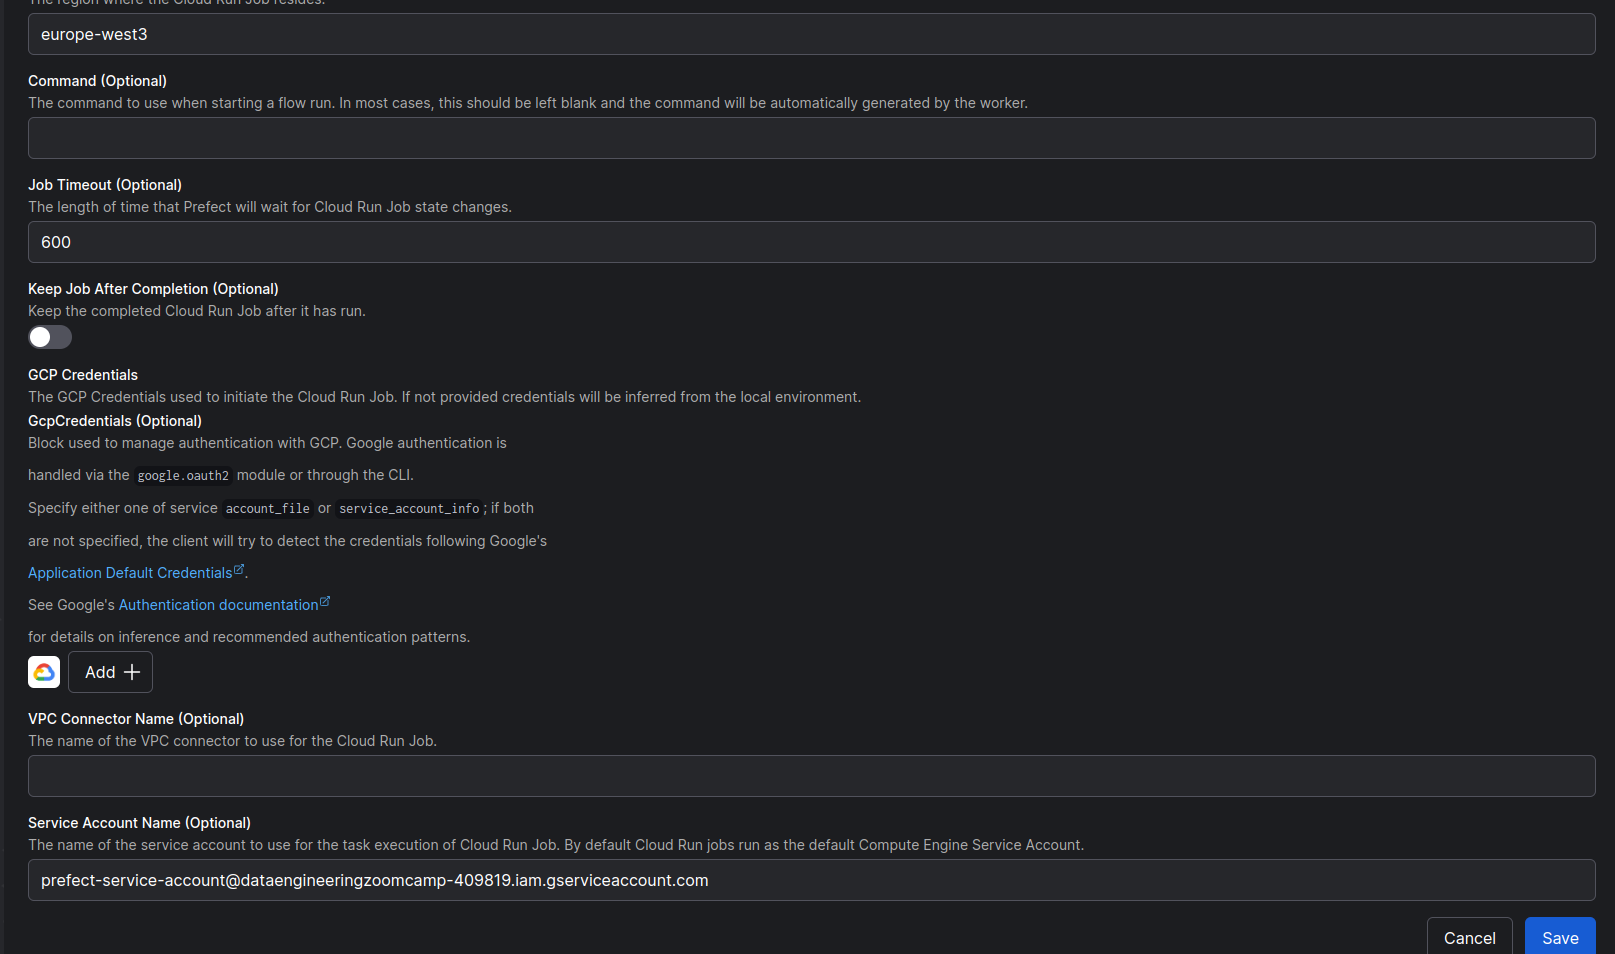 The region where the Cloud Run Job resides.
europe-west3
Command (Optional)
The command to use when starting a flow run. In most cases, this should be left blank and the command will be automatically generated by the worker.
Job Timeout (Optional)
The length of time that Prefect will wait for Cloud Run Job state changes.
600
Keep Job After Completion (Optional)
Keep the completed Cloud Run Job after it has run.
GCP Credentials
The GCP Credentials used to initiate the Cloud Run Job. If not provided credentials will be inferred from the local environment.
GcpCredentials (Optional)
Block used to manage authentication with GCP. Google authentication is
handled via the google.oauth2 module or through the CLI.
Specify either one of service account_file or service_account_info; if both
are not specified, the client will try to detect the credentials following Google's
Application Default Credentials.
See Google's Authentication documentation
for details on inference and recommended authentication patterns.
Add
VPC Connector Name (Optional)
The name of the VPC connector to use for the Cloud Run Job.
Service Account Name (Optional)
The name of the service account to use for the task execution of Cloud Run Job. By default Cloud Run jobs run as the default Compute Engine Service Account.
prefect-service-account@dataengineeringzoomcamp-409819.iam.gserviceaccount.com
Cancel Save